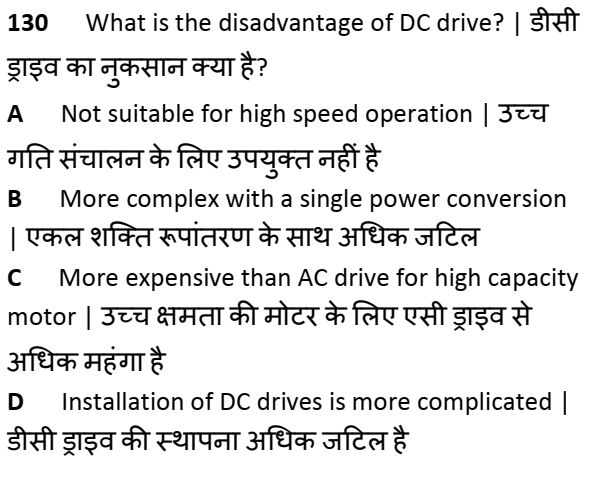 130 What is the disadvantage of DC drive? | डीसी
ड्राइव का नुकसान क्या है?
A Not suitable for high speed operation | उच्च
गति संचालन के लिए उपयुक्त नहीं है
B More complex with a single power conversion
| एकल शक्ति रूपांतरण के साथ अधिक जटिल
C More expensive than AC drive for high capacity
motor | उच्च क्षमता की मोटर के लिए एसी ड्राइव से
अधिक महंगा है
D Installation of DC drives is more complicated |
डीसी ड्राइव की स्थापना अधिक जटिल है